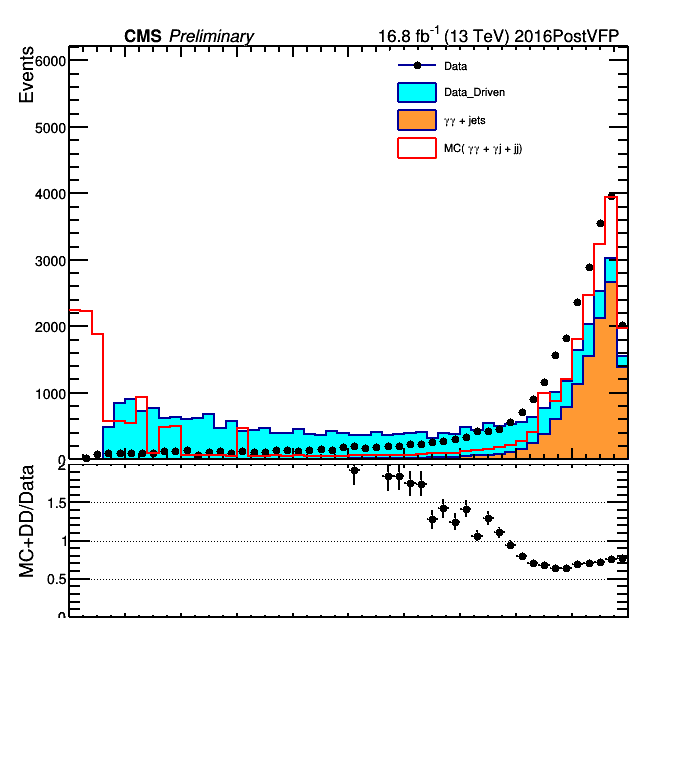 CMS Preliminary 16.8 fb-1 (13 TeV) 2016PostVFP
Events
6000
5000
4000
3000
2000
1000
0
Data
Data_Driven
γγ + jets
MC( γγ + γj + jj)
MC+DD/Data
2
1.5
1
0.5
0